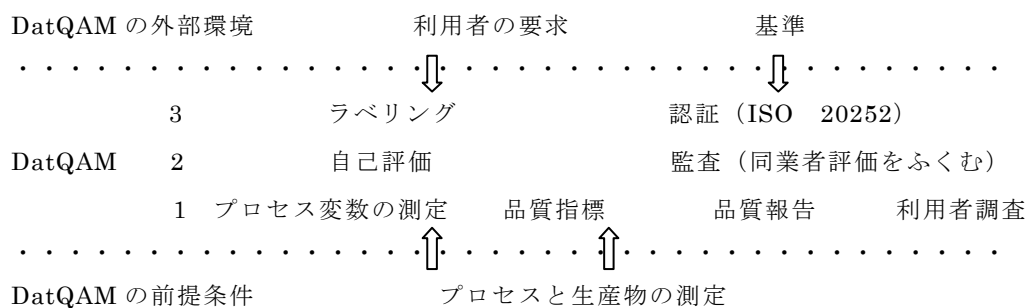 DatQAM の外部環境 利用者の要求 基準
3 ラベリング 認証（ISO 20252）
DatQAM 2 自己評価 監査（同業者評価をふくむ）
1 プロセス変数の測定 品質指標 品質報告 利用者調査
DatQAM の前提条件 プロセスと生産物の測定